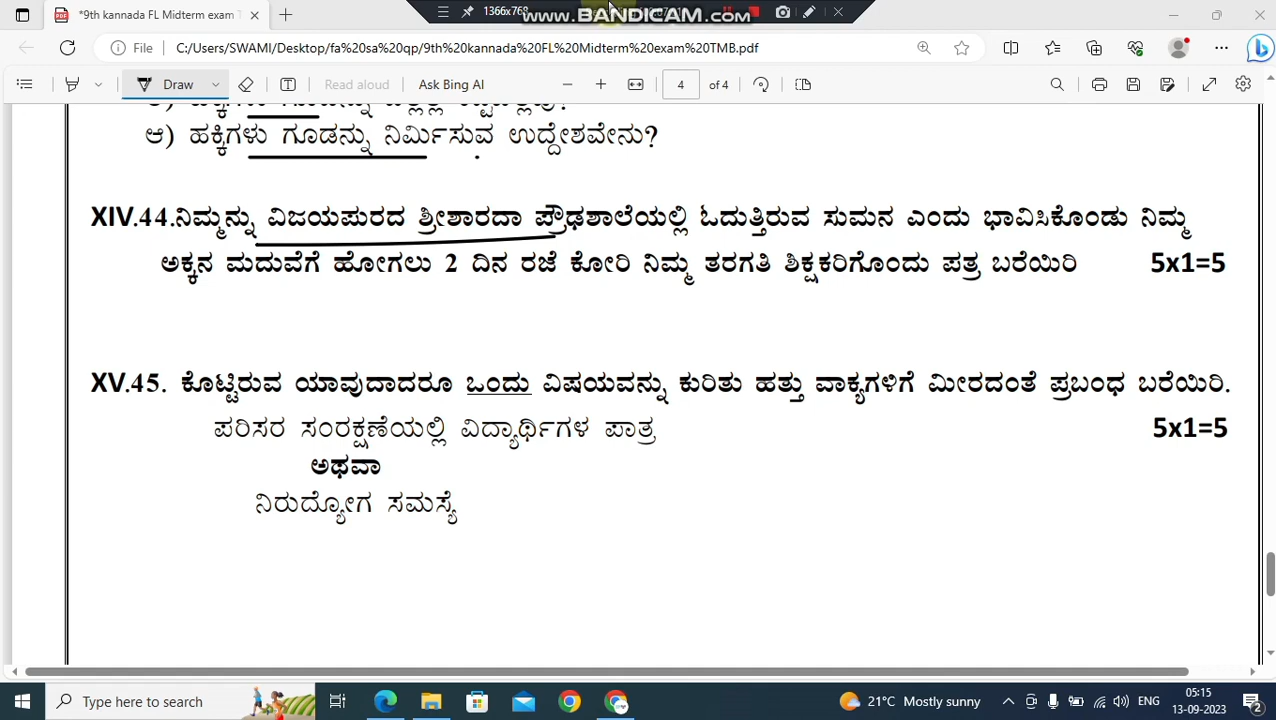 *9th kannada FL Midterm exam T
1366x768
www.BANDICAM.com
File
C:/Users/SWAMI/Desktop/fa%20sa%20qp/9th%20kannada%20FL%20Midterm%20exam%20TMB.pdf
Draw
Read aloud
Ask Bing AI
4 of 4
ಆ) ಹಕ್ಕಿಗಳು ಗೂಡನ್ನು ನಿರ್ಮಿಸುವ ಉದ್ದೇಶವೇನು?
XIV.44.ನಿಮ್ಮನ್ನು ವಿಜಯಪುರದ ಶ್ರೀಶಾರದಾ ಪ್ರೌಢಶಾಲೆಯಲ್ಲಿ ಓದುತ್ತಿರುವ ಸುಮನ ಎಂದು ಭಾವಿಸಿಕೊಂಡು ನಿಮ್ಮ
ಅಕ್ಕನ ಮದುವೆಗೆ ಹೋಗಲು 2 ದಿನ ರಜೆ ಕೋರಿ ನಿಮ್ಮ ತರಗತಿ ಶಿಕ್ಷಕರಿಗೊಂದು ಪತ್ರ ಬರೆಯಿರಿ 5x1=5
XV.45. ಕೊಟ್ಟಿರುವ ಯಾವುದಾದರೂ ಒಂದು ವಿಷಯವನ್ನು ಕುರಿತು ಹತ್ತು ವಾಕ್ಯಗಳಿಗೆ ಮೀರದಂತೆ ಪ್ರಬಂಧ ಬರೆಯಿರಿ.
ಪರಿಸರ ಸಂರಕ್ಷಣೆಯಲ್ಲಿ ವಿದ್ಯಾರ್ಥಿಗಳ ಪಾತ್ರ 5x1=5
ಅಥವಾ
ನಿರುದ್ಯೋಗ ಸಮಸ್ಯೆ
Type here to search
21°C Mostly sunny
ENG
05:15
13-09-2023
2